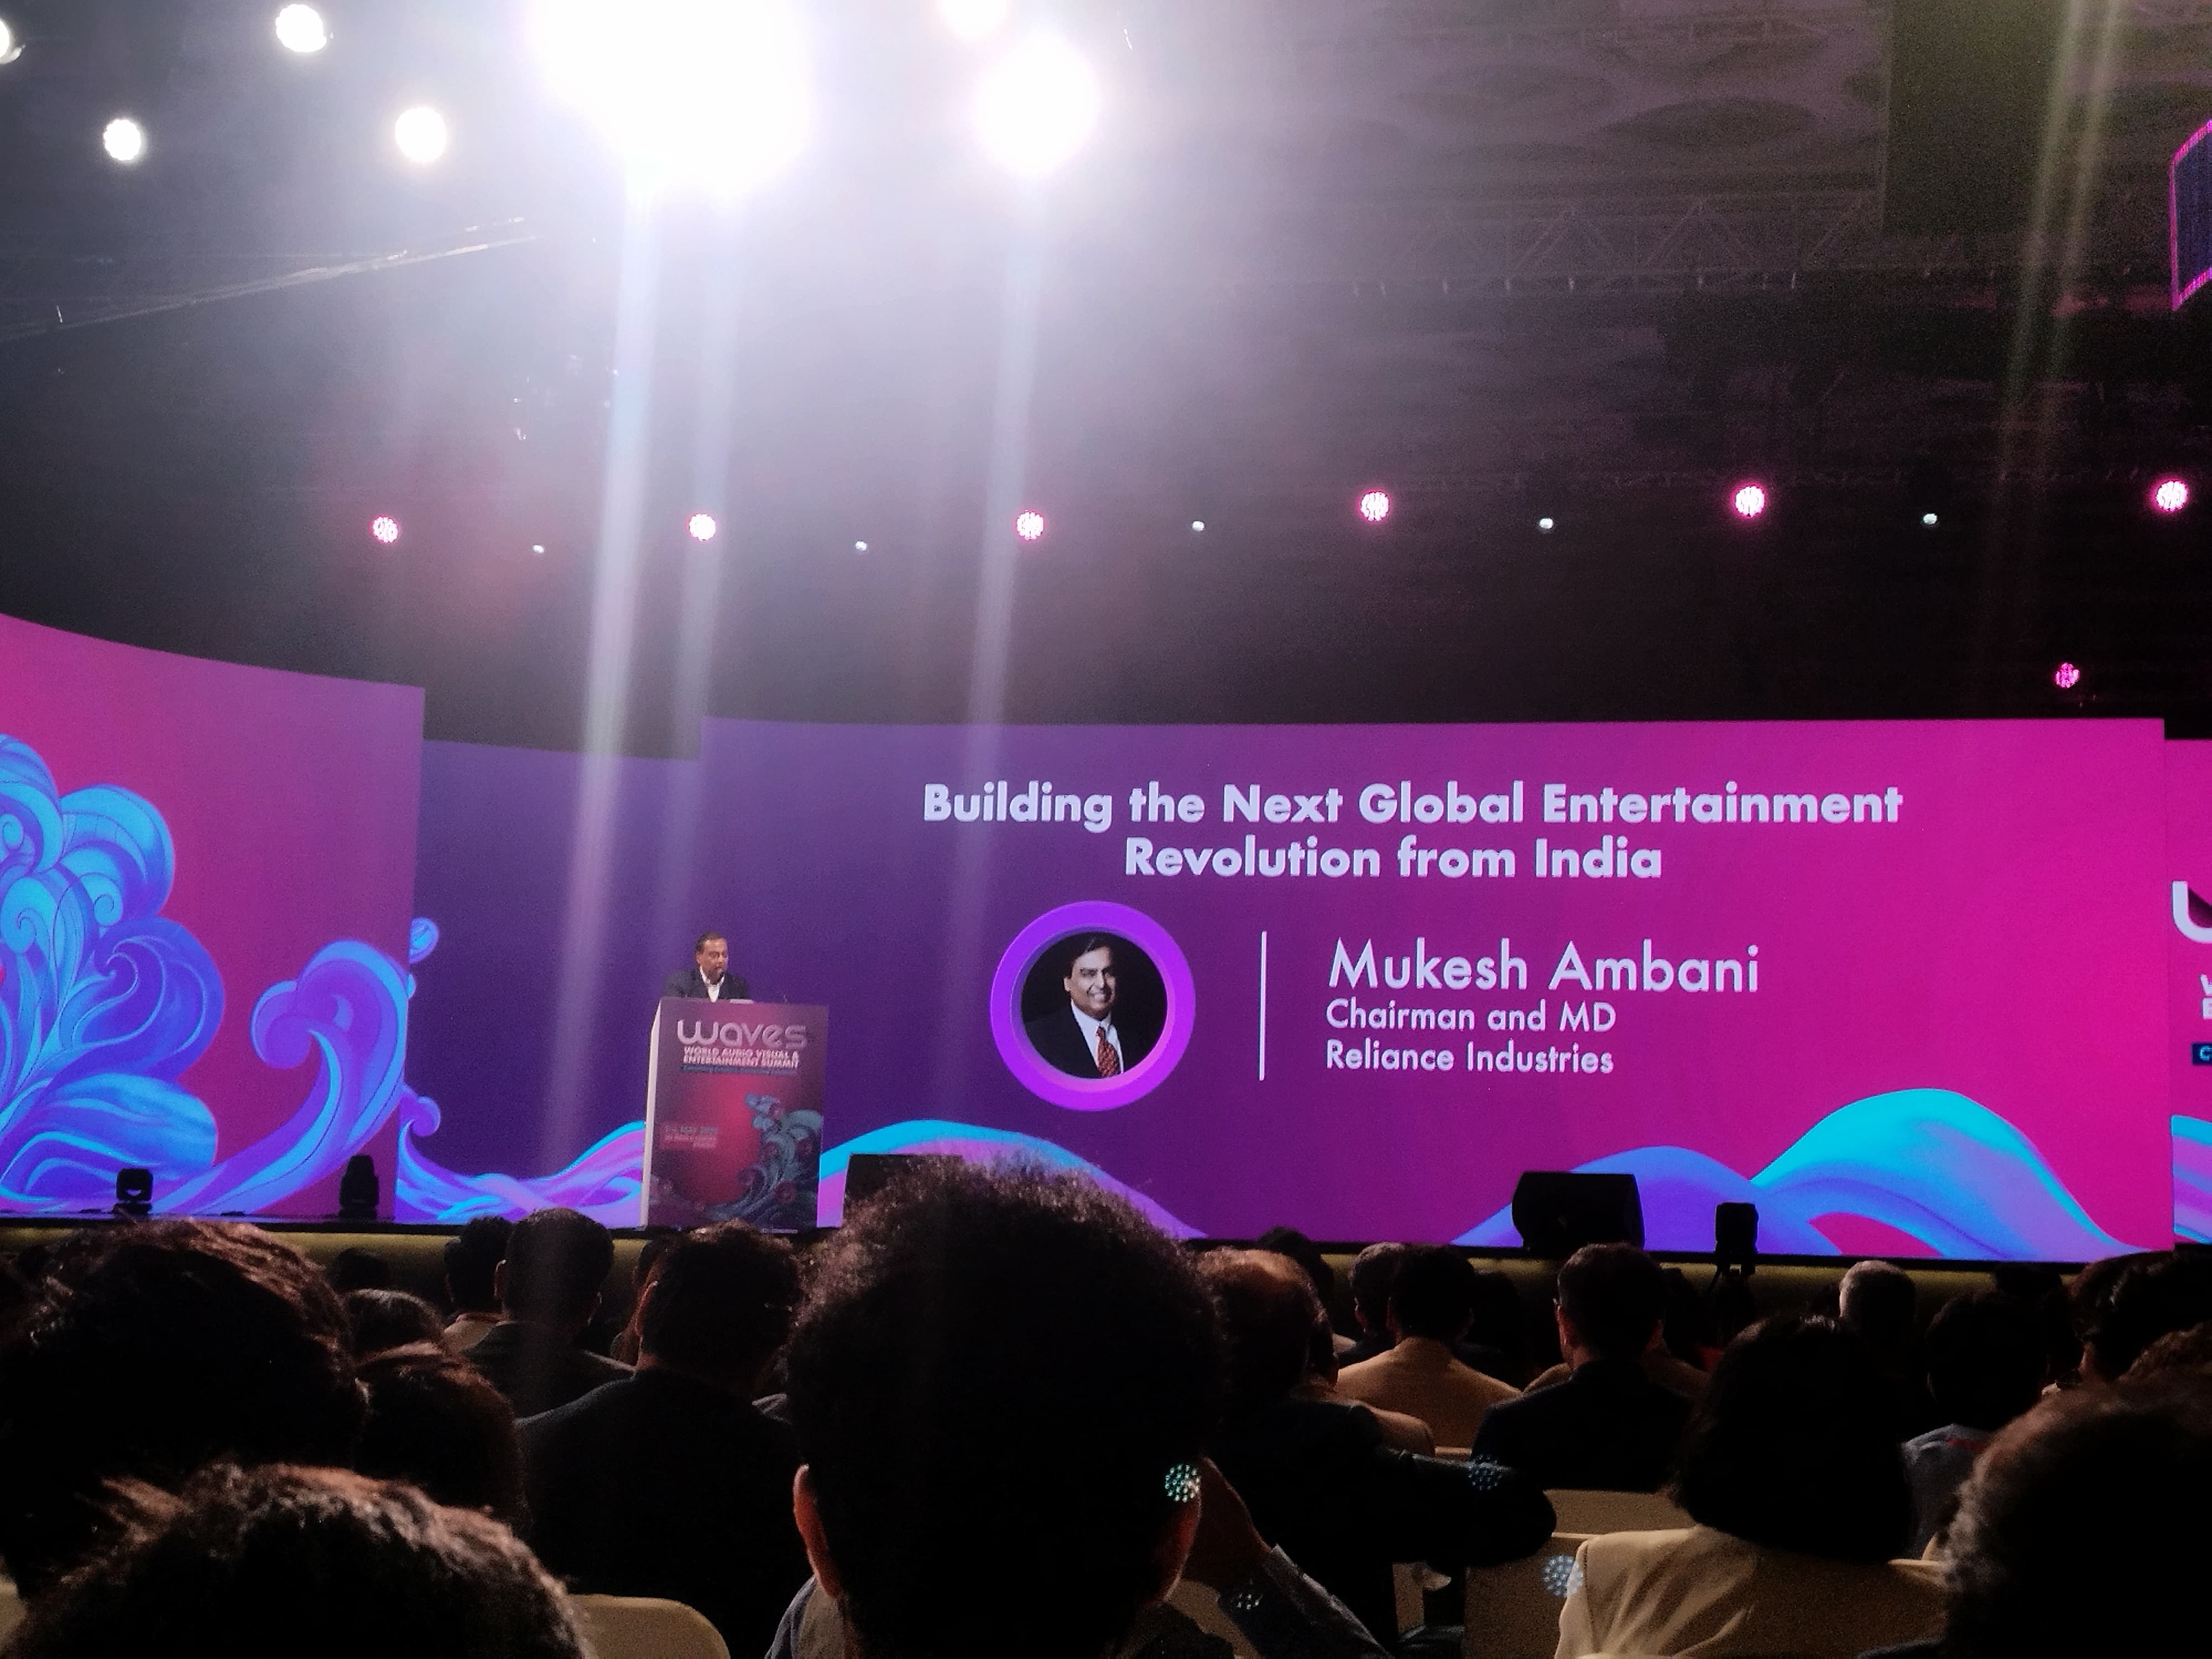 Building the Next Global Entertainment
Revolution from India
Mukesh Ambani
Chairman and MD
Reliance Industries
waves
WORLD AUDIO VISUAL &
ENTERTAINMENT SUMMIT